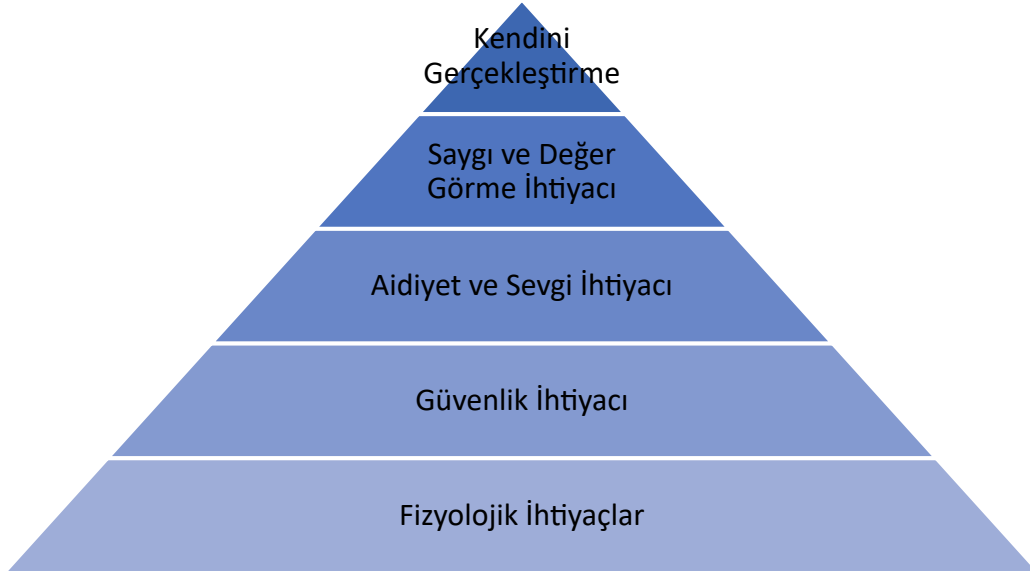 Kendini
Gerçekleştirme
Saygı ve Değer
Görme İhtiyacı
Aidiyet ve Sevgi İhtiyacı
Güvenlik İhtiyacı
Fizyolojik İhtiyaçlar